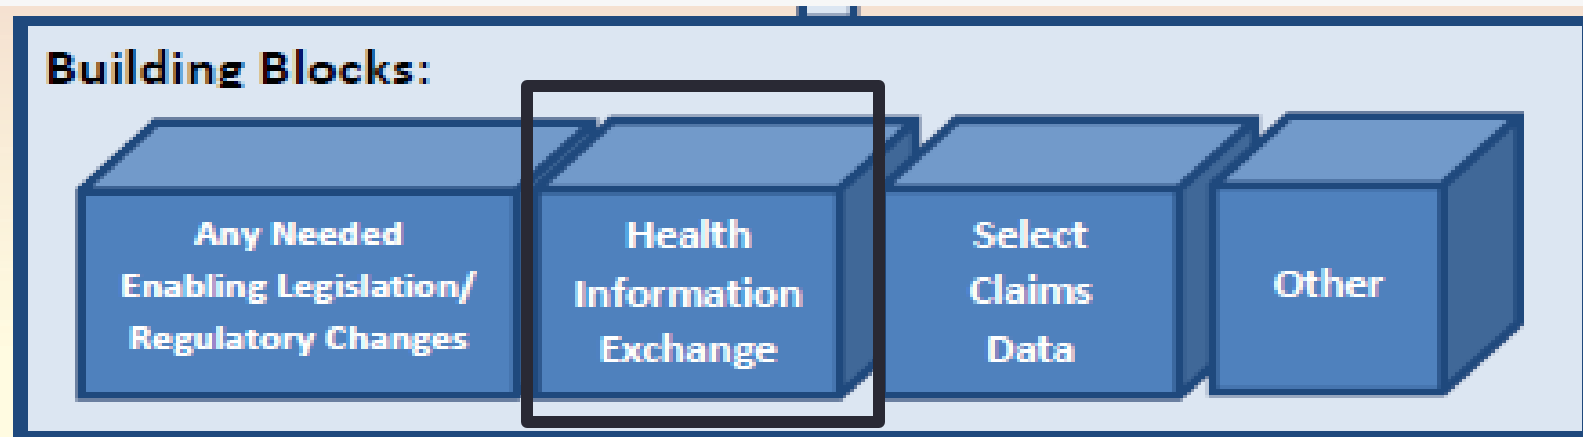 Building Blocks:
Any Needed
Enabling Legislation/
Regulatory Changes
Health
Information
Exchange
Select
Claims
Data
Other